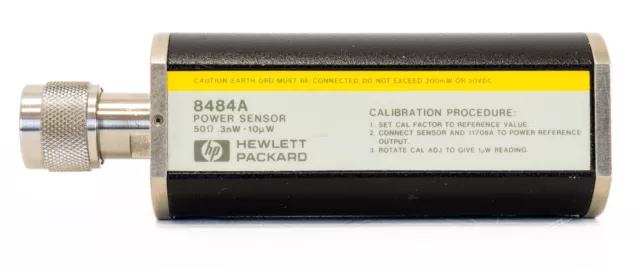 CAUTION EARTH GRD MUST BE CONNECTED DO NOT EXCEED 200mW OR 20VDC
8484A
POWER SENSOR
50Ω .3nW-10µW
hp HEWLETT
PACKARD
CALIBRATION PROCEDURE:
1. SET CAL FACTOR TO REFERENCE VALUE
2. CONNECT SENSOR AND 11708A TO POWER REFERENCE
OUTPUT.
3. ROTATE CAL ADJ TO GIVE 1µW READING.